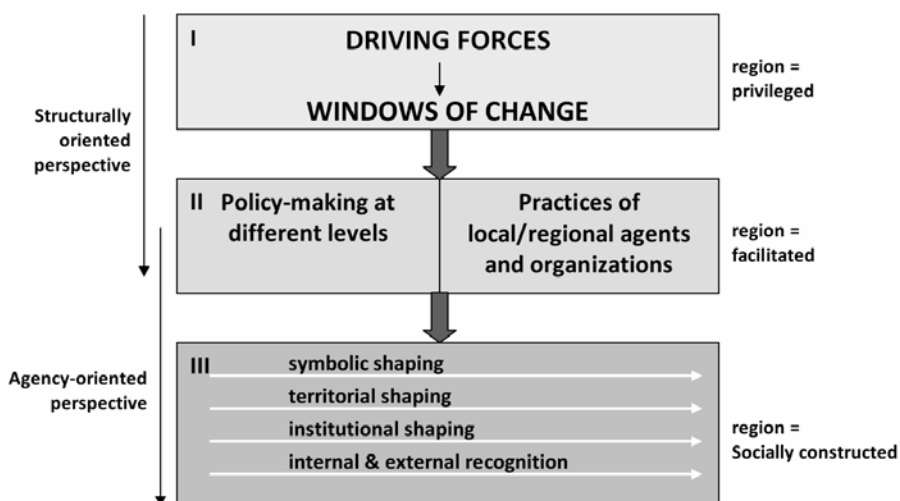 I
DRIVING FORCES
WINDOWS OF CHANGE
region =
privileged
Structurally
oriented
perspective
II
Policy-making at
different levels
Practices of
local/regional agents
and organizations
region =
facilitated
Agency-oriented
perspective
III
symbolic shaping
territorial shaping
institutional shaping
internal & external recognition
region =
Socially constructed